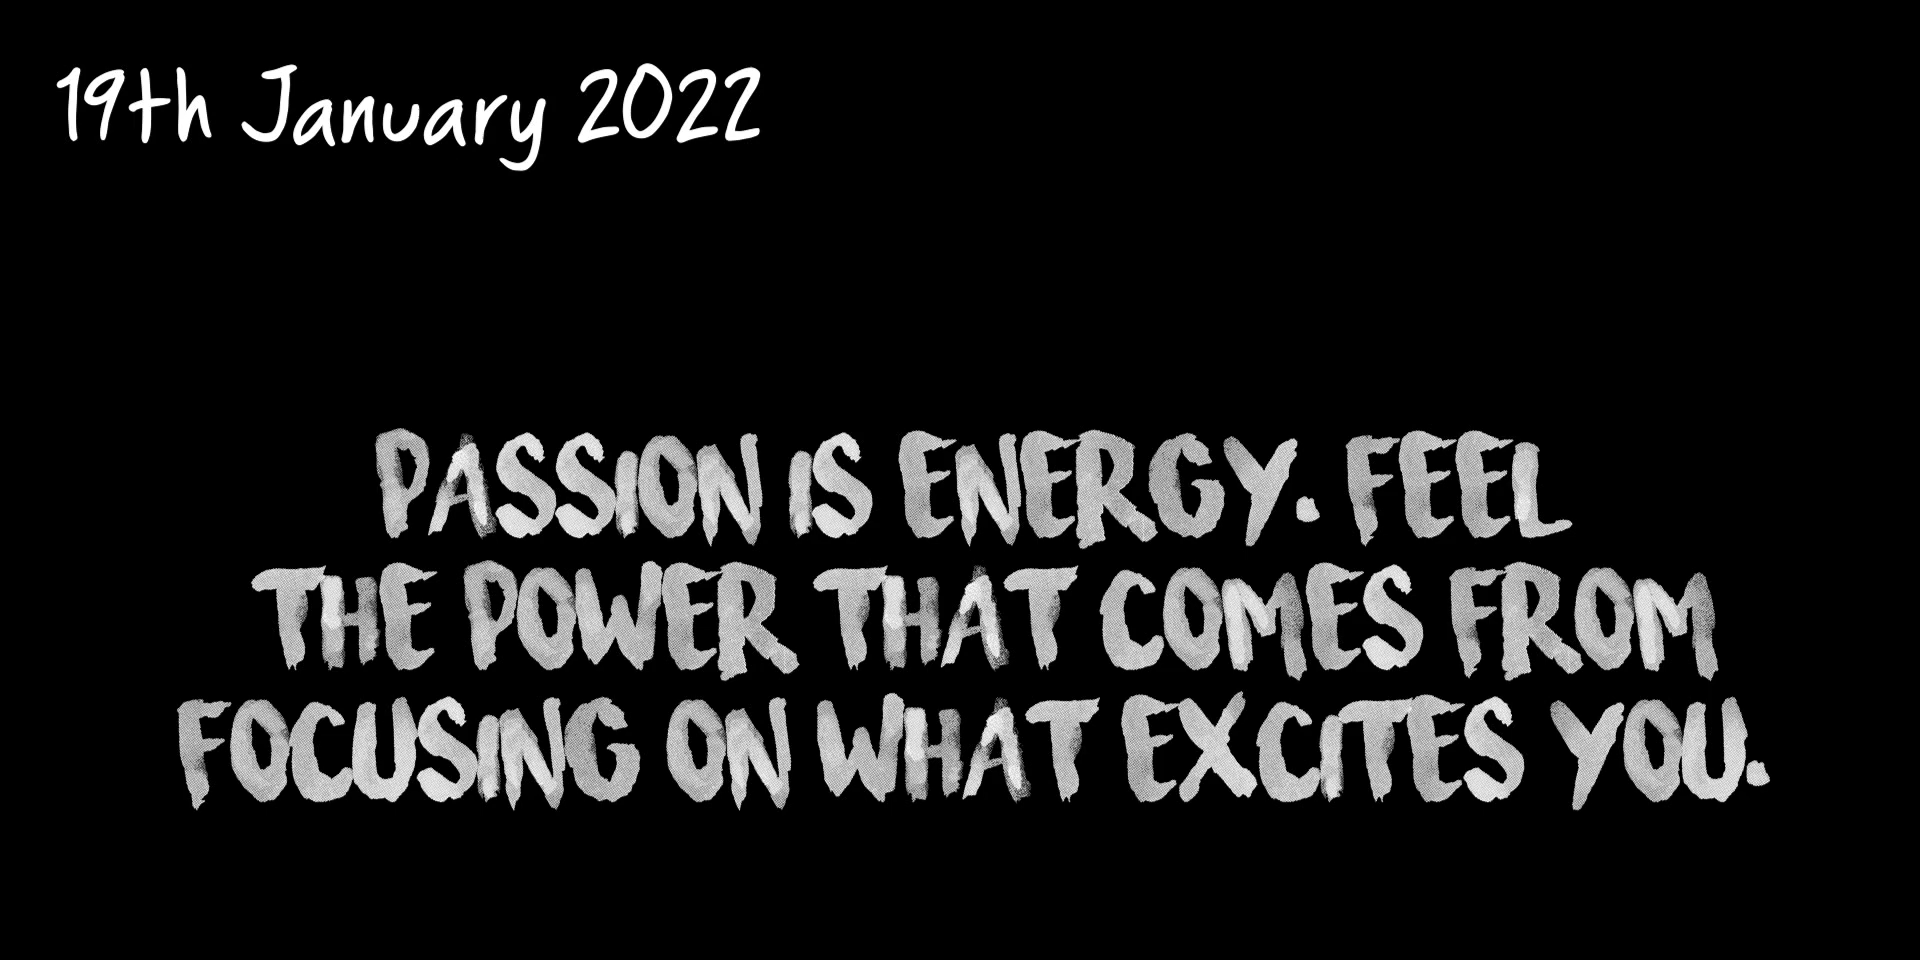 19th January 2022
PASSION IS ENERGY. FEEL
THE POWER THAT COMES FROM
FOCUSING ON WHAT EXCITES YOU.